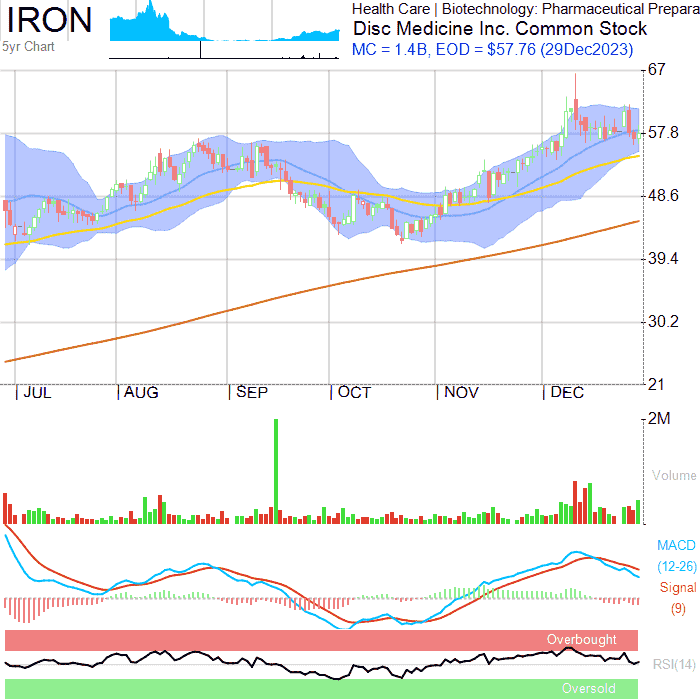 IRON
5yr Chart
Health Care | Biotechnology: Pharmaceutical Prepara
Disc Medicine Inc. Common Stock
MC = 1.4B, EOD = $57.76 (29Dec2023)
67
57.8
48.6
39.4
30.2
21
JUL AUG SEP OCT NOV DEC
2M
Volume
MACD
(12-26)
Signal
(9)
Overbought
RSI(14)
Oversold